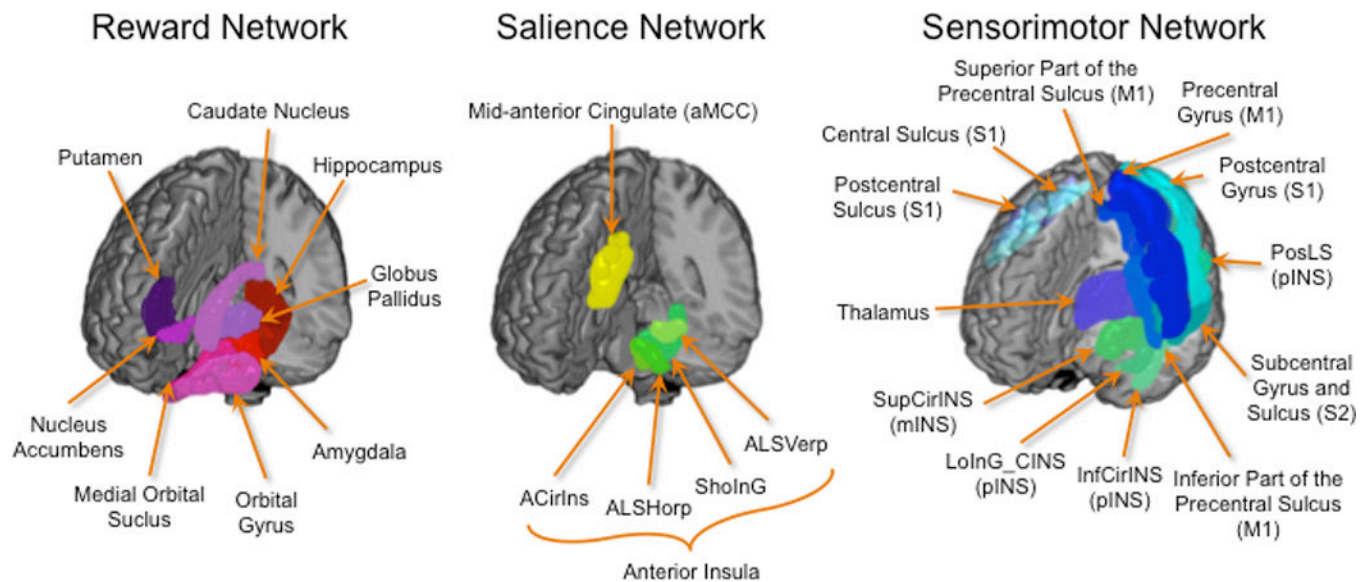 Reward Network
Salience Network
Sensorimotor Network
Caudate Nucleus
Putamen
Hippocampus
Globus
Pallidus
Nucleus
Accumbens
Medial Orbital
Suclus
Orbital
Gyrus
Amygdala
Mid-anterior Cingulate (aMCC)
ACirIns
ALSHorp
ShoInG
ALSVerp
Anterior Insula
Superior Part of the
Precentral Sulcus (M1)
Precentral
Gyrus (M1)
Central Sulcus (S1)
Postcentral
Sulcus (S1)
Postcentral
Gyrus (S1)
PosLS
(pINS)
Thalamus
Subcentral
Gyrus and
Sulcus (S2)
SupCirINS
(mINS)
LoInG_CINS
(pINS)
InfCirINS
(pINS)
Inferior Part of the
Precentral Sulcus
(M1)